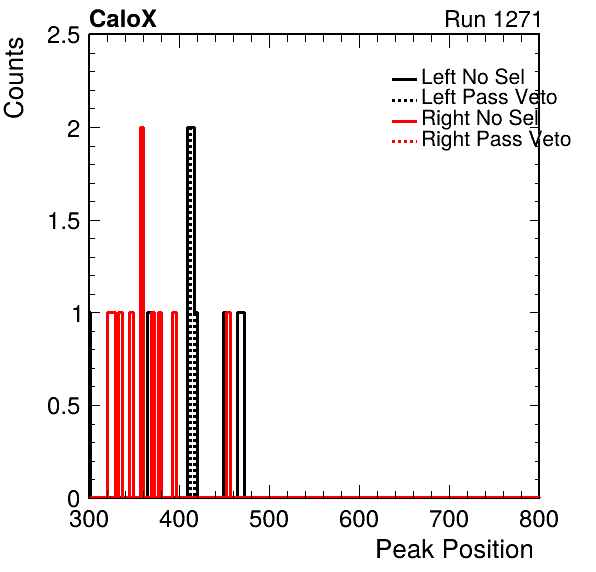 CaloX Run 1271
Counts
2.5
2
1.5
1
0.5
0
Left No Sel
Left Pass Veto
Right No Sel
Right Pass Veto
300 400 500 600 700 800
Peak Position